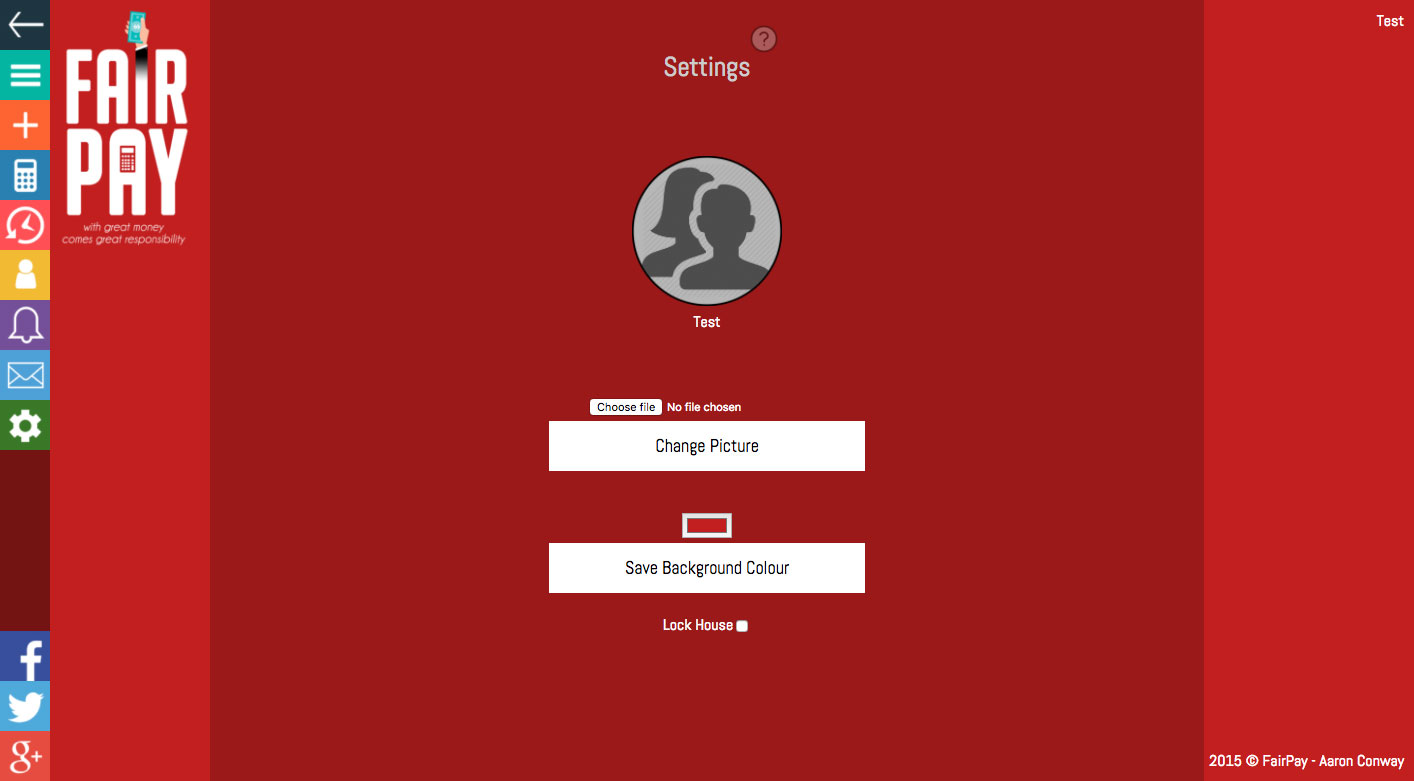 Test
FAIR
PAY
with great money
comes great responsibility
?
Settings
Test
Choose file No file chosen
Change Picture
Save Background Colour
Lock House
f
g+
2015 © FairPay - Aaron Conway